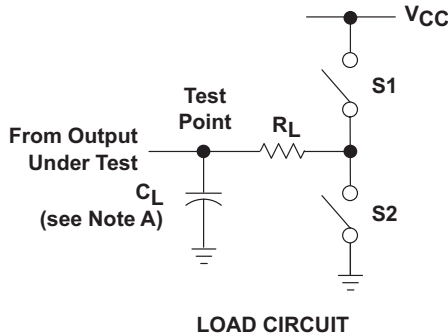 VCC
S1
Test
Point
RL
From Output
Under Test
CL
(see Note A)
S2
LOAD CIRCUIT